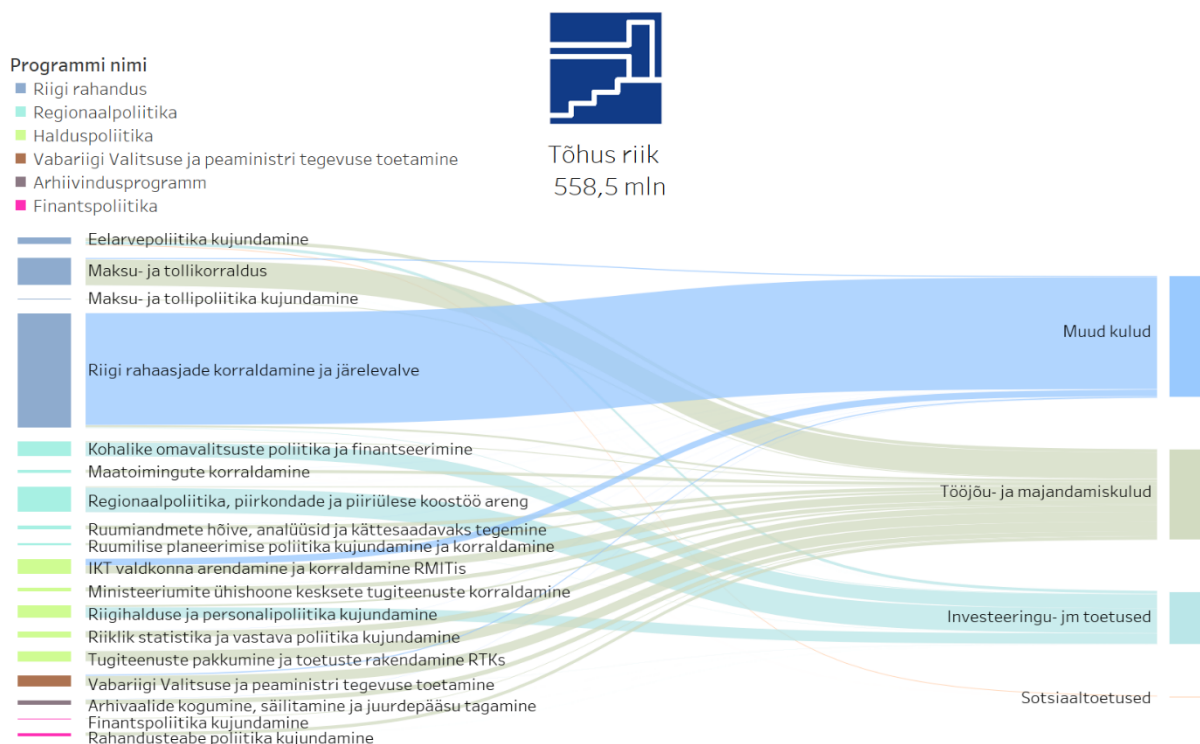 Programmi nimi
Riigi rahandus
Regionaalpoliitika
Halduspoliitika
Vabariigi Valitsuse ja peaministri tegevuse toetamine
Arhiivindusprogramm
Finantspoliitika
Tõhus riik
558,5 mln
Eelarvepoliitika kujundamine
Maksu- ja tollikorraldus
Maksu- ja tollipoliitika kujundamine
Riigi rahaasjade korraldamine ja järelevalve
Kohalike omavalitsuste poliitika ja finantseerimine
Maatoimingute korraldamine
Regionaalpoliitika, piirkondade ja piiriülese koostöö areng
Ruumiandmete hõive, analüüsid ja kättesaadavaks tegemine
Ruumilise planeerimise poliitika kujundamine ja korraldamine
IKT valdkonna arendamine ja korraldamine RMITis
Ministeeriumite ühishoone kesksete tugiteenuste korraldamine
Riigihalduse ja personalipoliitika kujundamine
Riiklik statistika ja vastava poliitika kujundamine
Tugiteenuste pakkumine ja toetuste rakendamine RTKs
Vabariigi Valitsuse ja peaministri tegevuse toetamine
Arhivaalide kogumine, säilitamine ja juurdepääsu tagamine
Finantspoliitika kujundamine
Rahandusteabe poliitika kujundamine
Muud kulud
Tööjõu- ja majandamiskulud
Investeeringu- jm toetused
Sotsiaaltoetused